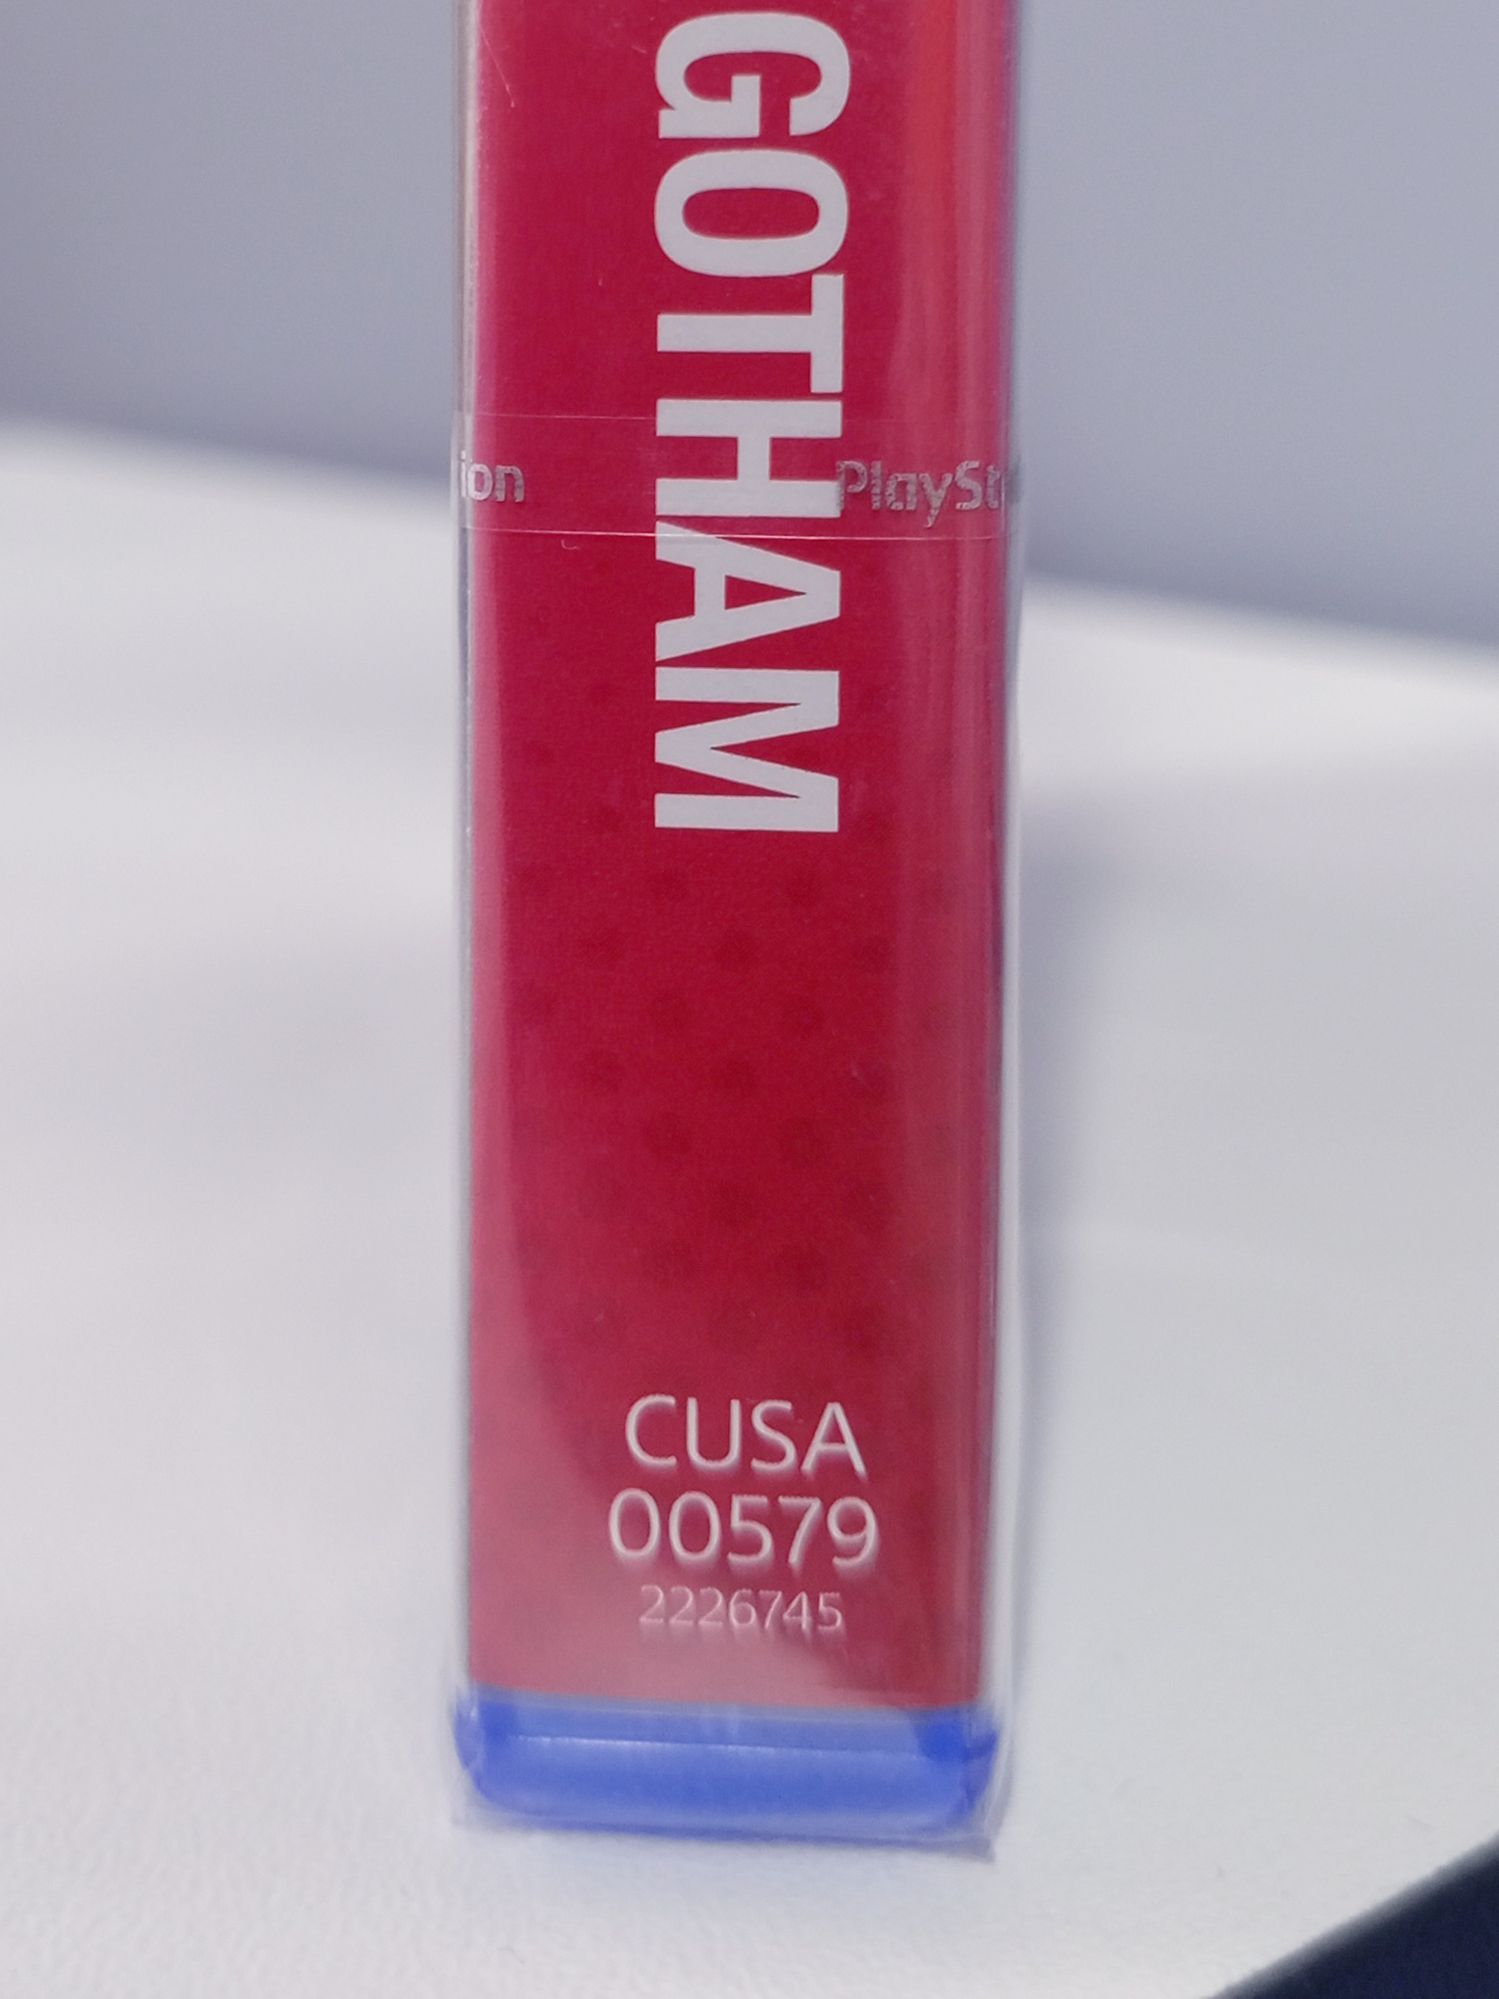 GOTHAM
ion
PlaySt
CUSA
00579
2226745